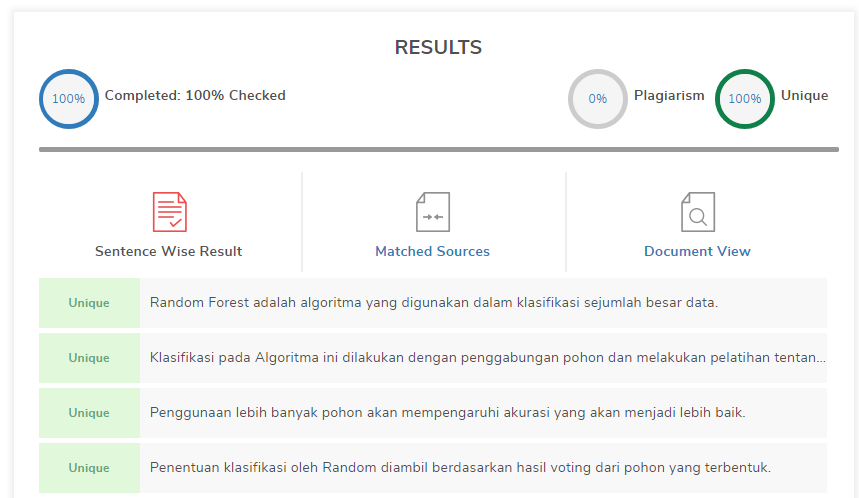 RESULTS
100% Completed: 100% Checked 0% Plagiarism 100% Unique
Sentence Wise Result Matched Sources Document View
Unique Random Forest adalah algoritma yang digunakan dalam klasifikasi sejumlah besar data.
Unique Klasifikasi pada Algoritma ini dilakukan dengan penggabungan pohon dan melakukan pelatihan tentan...
Unique Penggunaan lebih banyak pohon akan mempengaruhi akurasi yang akan menjadi lebih baik.
Unique Penentuan klasifikasi oleh Random diambil berdasarkan hasil voting dari pohon yang terbentuk.